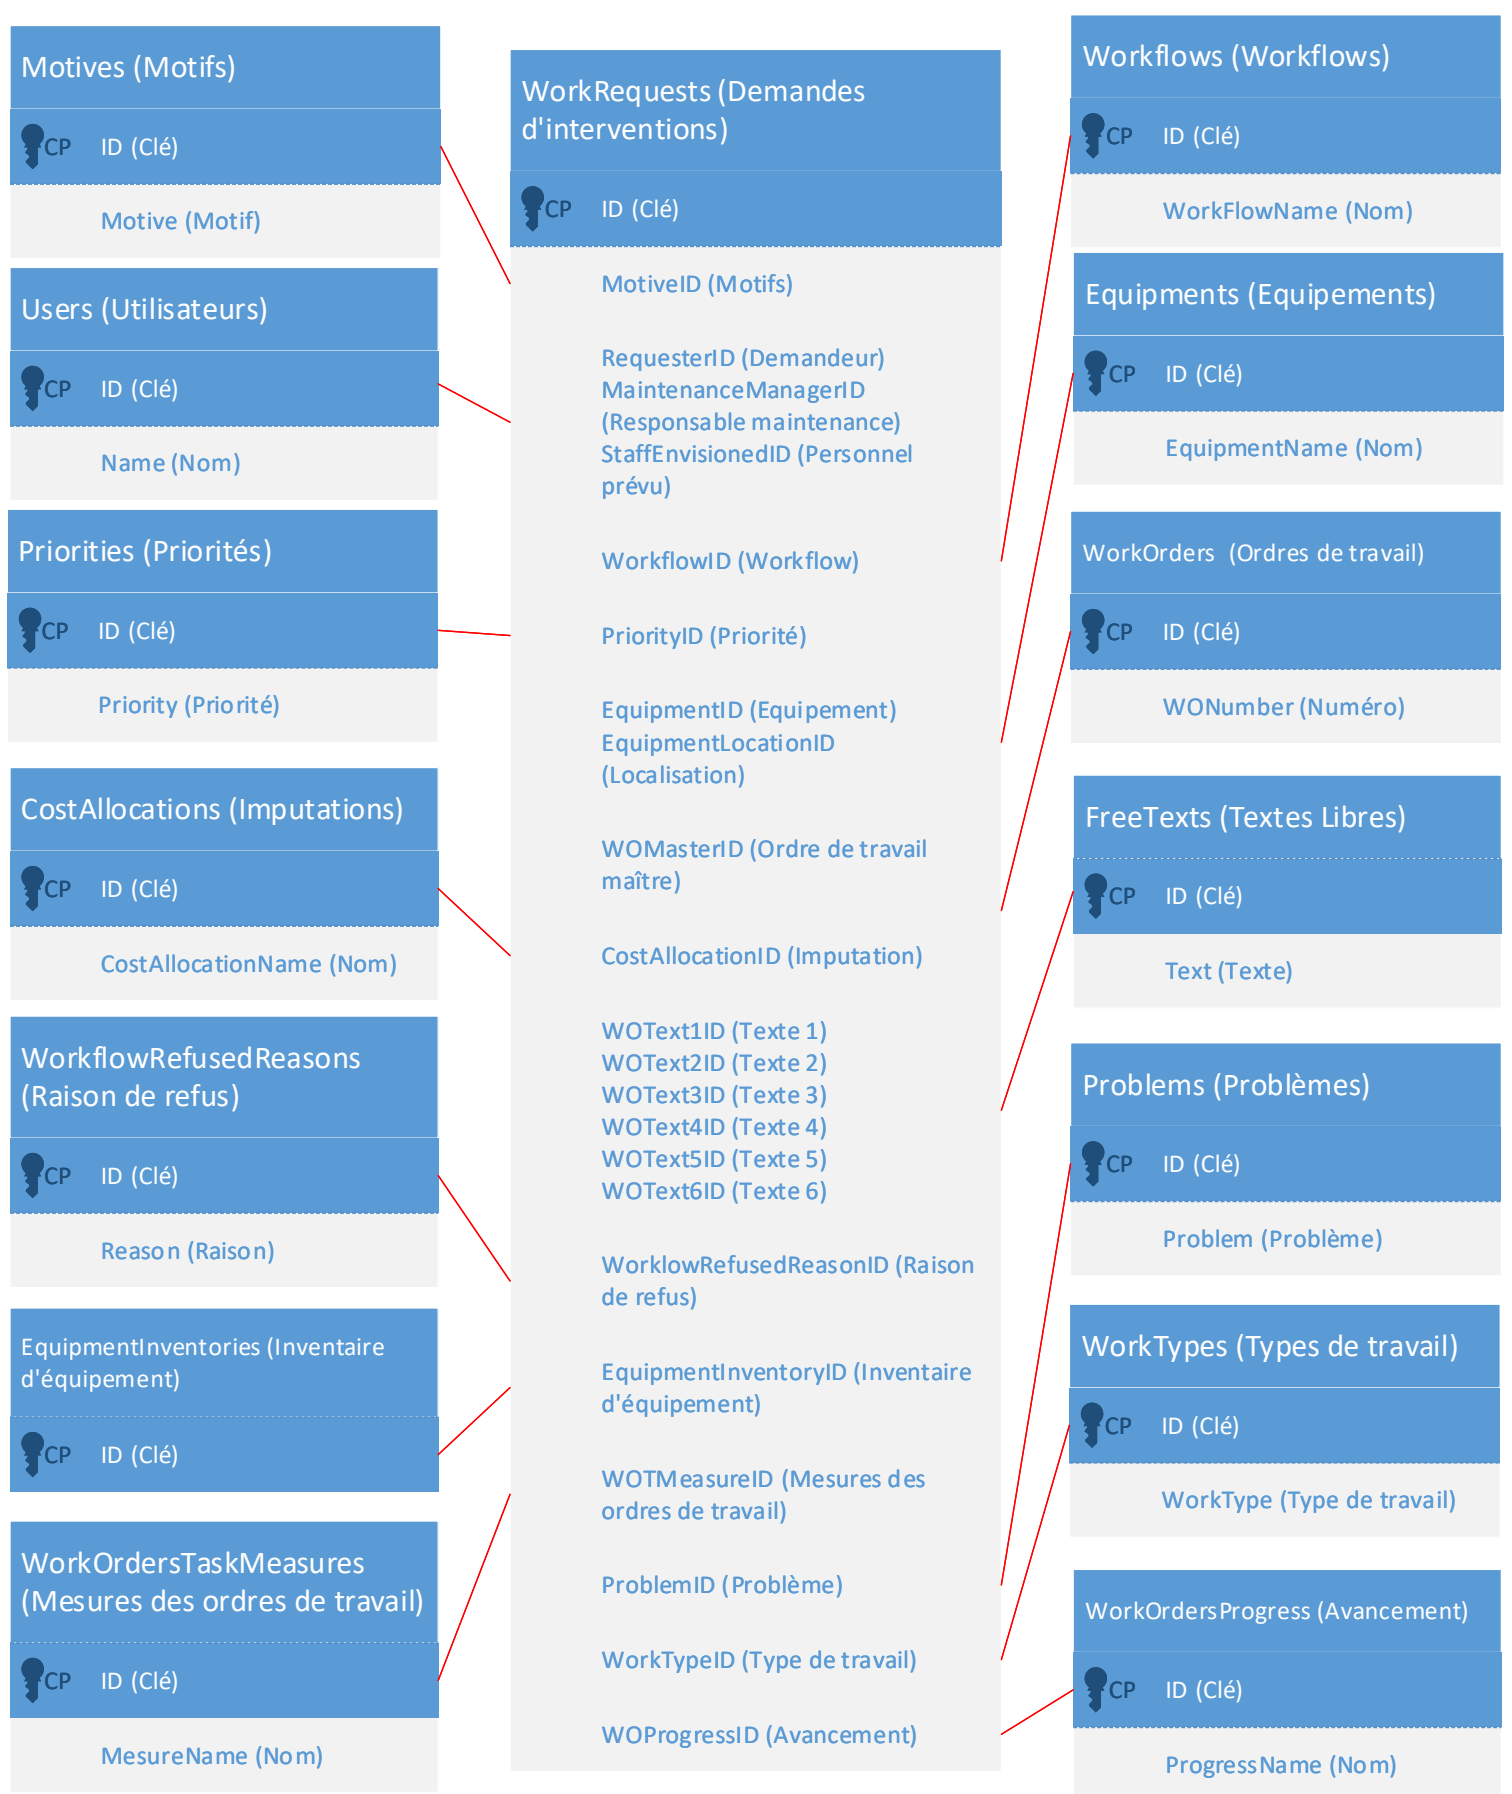 Motives (Motifs)
CP ID (Clé)
Motive (Motif)
Users (Utilisateurs)
CP ID (Clé)
Name (Nom)
Priorities (Priorités)
CP ID (Clé)
Priority (Priorité)
CostAllocations (Imputations)
CP ID (Clé)
CostAllocationName (Nom)
WorkflowRefusedReasons
(Raison de refus)
CP ID (Clé)
Reason (Raison)
EquipmentInventories (Inventaire
d'équipement)
CP ID (Clé)
WorkOrdersTaskMeasures
(Mesures des ordres de travail)
CP ID (Clé)
MesureName (Nom)
WorkRequests (Demandes
d'interventions)
CP ID (Clé)
MotiveID (Motifs)
RequesterID (Demandeur)
MaintenanceManagerID
(Responsable maintenance)
StaffEnvisionedID (Personnel
prévu)
WorkflowID (Workflow)
PriorityID (Priorité)
EquipmentID (Equipement)
EquipmentLocationID
(Localisation)
WOMasterID (Ordre de travail
maître)
CostAllocationID (Imputation)
WOText1ID (Texte 1)
WOText2ID (Texte 2)
WOText3ID (Texte 3)
WOText4ID (Texte 4)
WOText5ID (Texte 5)
WOText6ID (Texte 6)
WorklowRefusedReasonID (Raison
de refus)
EquipmentInventoryID (Inventaire
d'équipement)
WOTMeasureID (Mesures des
ordres de travail)
ProblemID (Problème)
WorkTypeID (Type de travail)
WOProgressID (Avancement)
Workflows (Workflows)
CP ID (Clé)
WorkFlowName (Nom)
Equipments (Equipements)
CP ID (Clé)
EquipmentName (Nom)
WorkOrders (Ordres de travail)
CP ID (Clé)
WONumber (Numéro)
FreeTexts (Textes Libres)
CP ID (Clé)
Text (Texte)
Problems (Problèmes)
CP ID (Clé)
Problem (Problème)
WorkTypes (Types de travail)
CP ID (Clé)
WorkType (Type de travail)
WorkOrdersProgress (Avancement)
CP ID (Clé)
ProgressName (Nom)